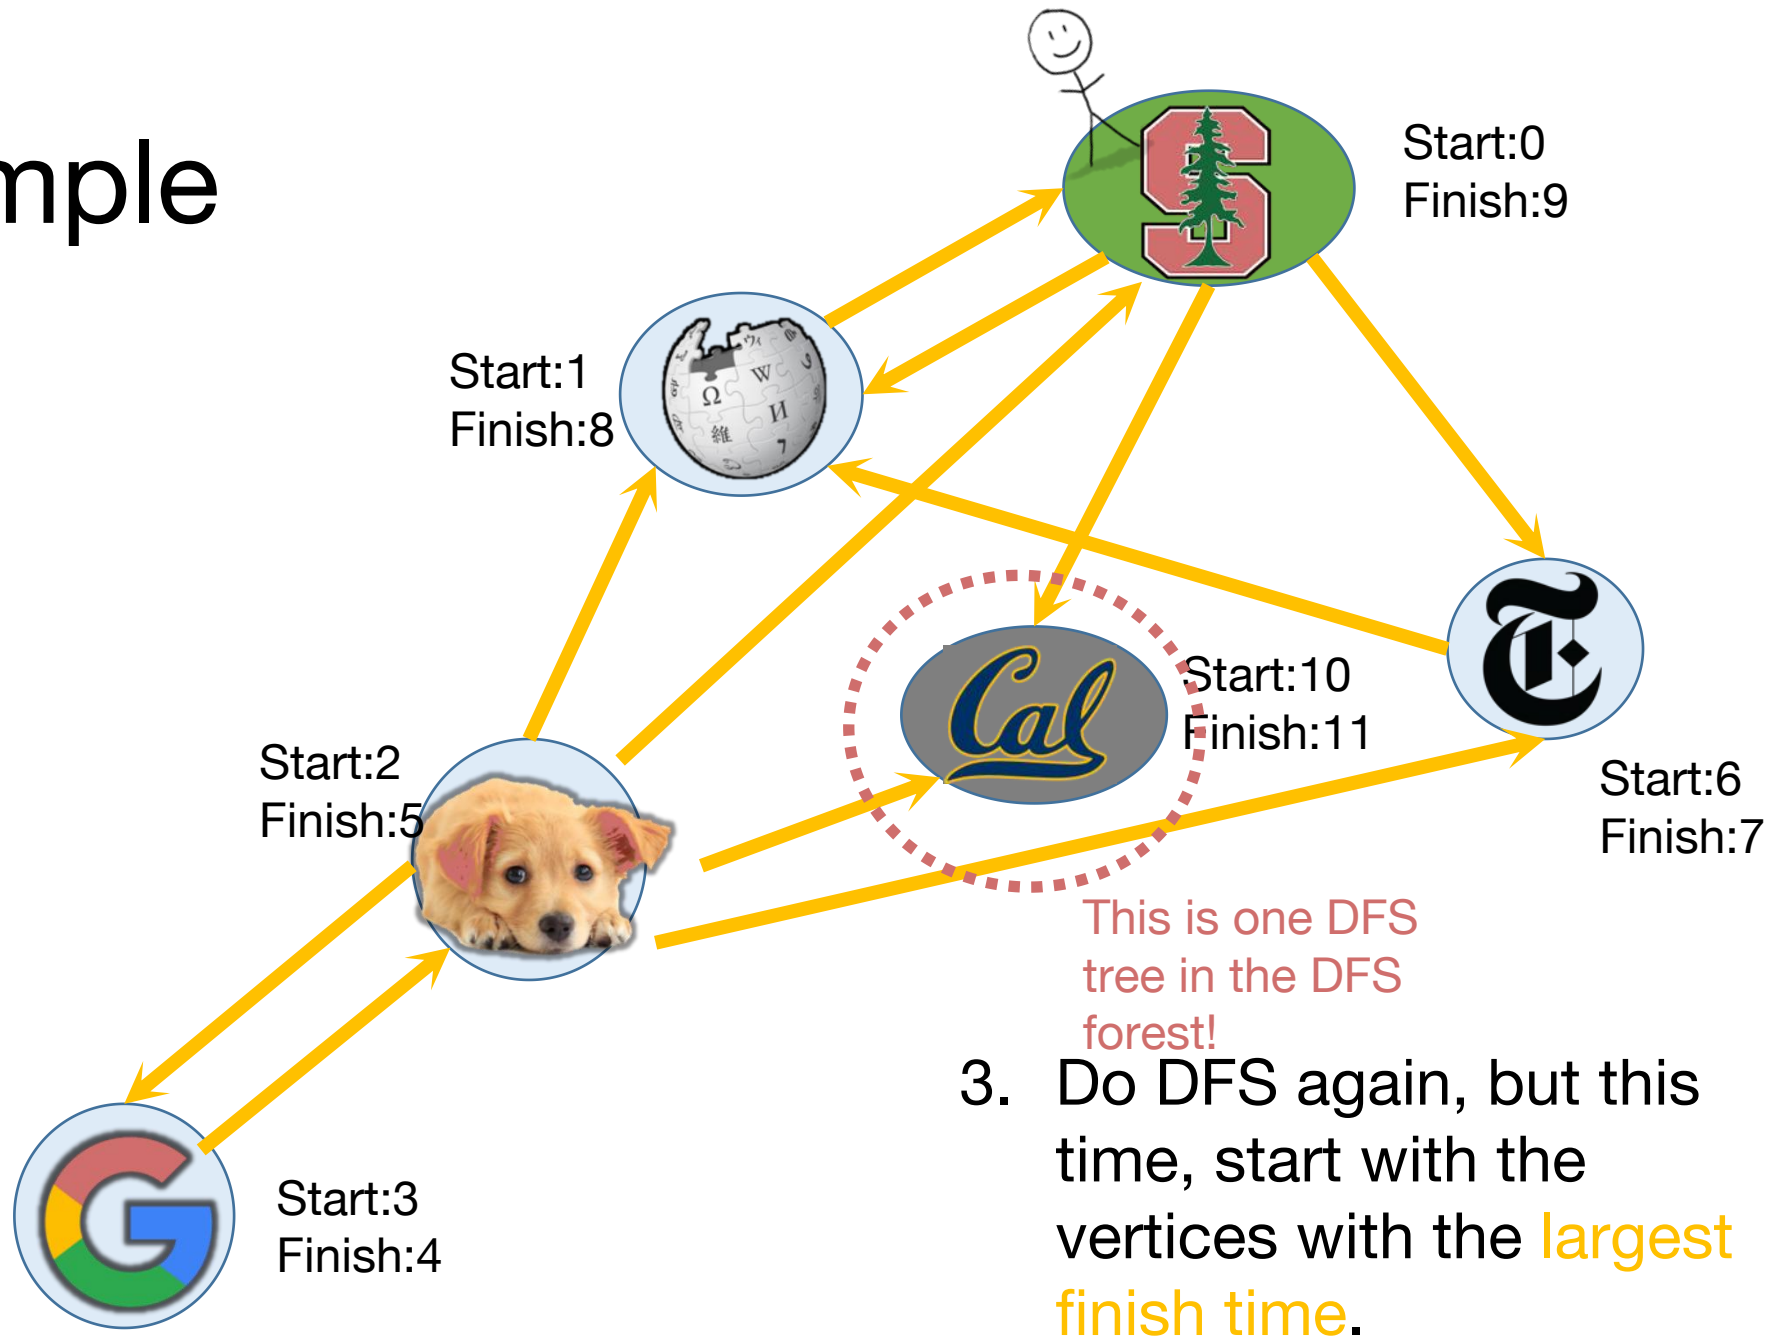 mple
Start:0
Finish:9
Start:1
Finish:8
Ω
W
И
維
Cal
Start:10
Finish:11
Start:2
Finish:5
Start:6
Finish:7
This is one DFS
tree in the DFS
forest!
3. Do DFS again, but this
time, start with the
vertices with the largest
finish time.
Start:3
Finish:4
S
T
G